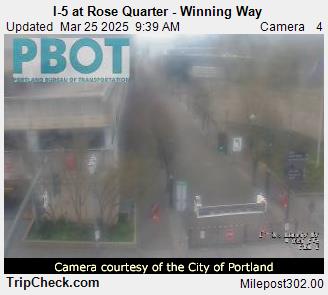 I-5 at Rose Quarter - Winning Way
Updated Mar 25 2025 9:39 AM Camera 4
PBOT
PORTLAND BUREAU OF TRANSPORTATION
Camera courtesy of the City of Portland
TripCheck.com Milepost302.00